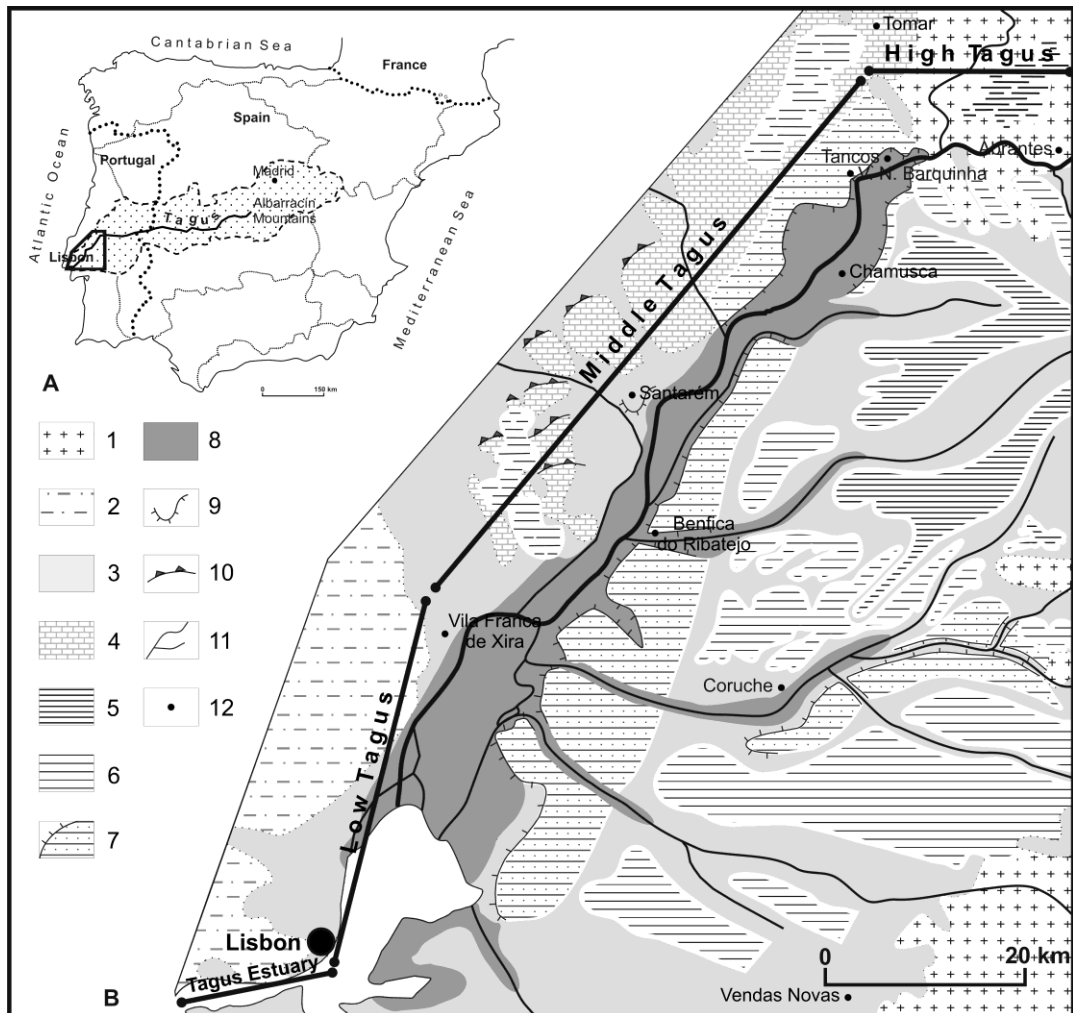 Cantabrian Sea
France
Spain
Portugal
Madrid
Albarracín
Mountains
Tagus
Lisbon
Atlantic Ocean
Mediterranean Sea
0 150 km
A
1
2
3
4
5
6
7
8
9
10
11
12
Tomar
High Tagus
Abrantes
Tancos
V. N. Barquinha
Chamusca
Middle Tagus
Santarém
Benfica
do Ribatejo
Vila Franca
de Xira
Coruche
Low Tagus
Lisbon
Tagus Estuary
Vendas Novas
0 20 km
B